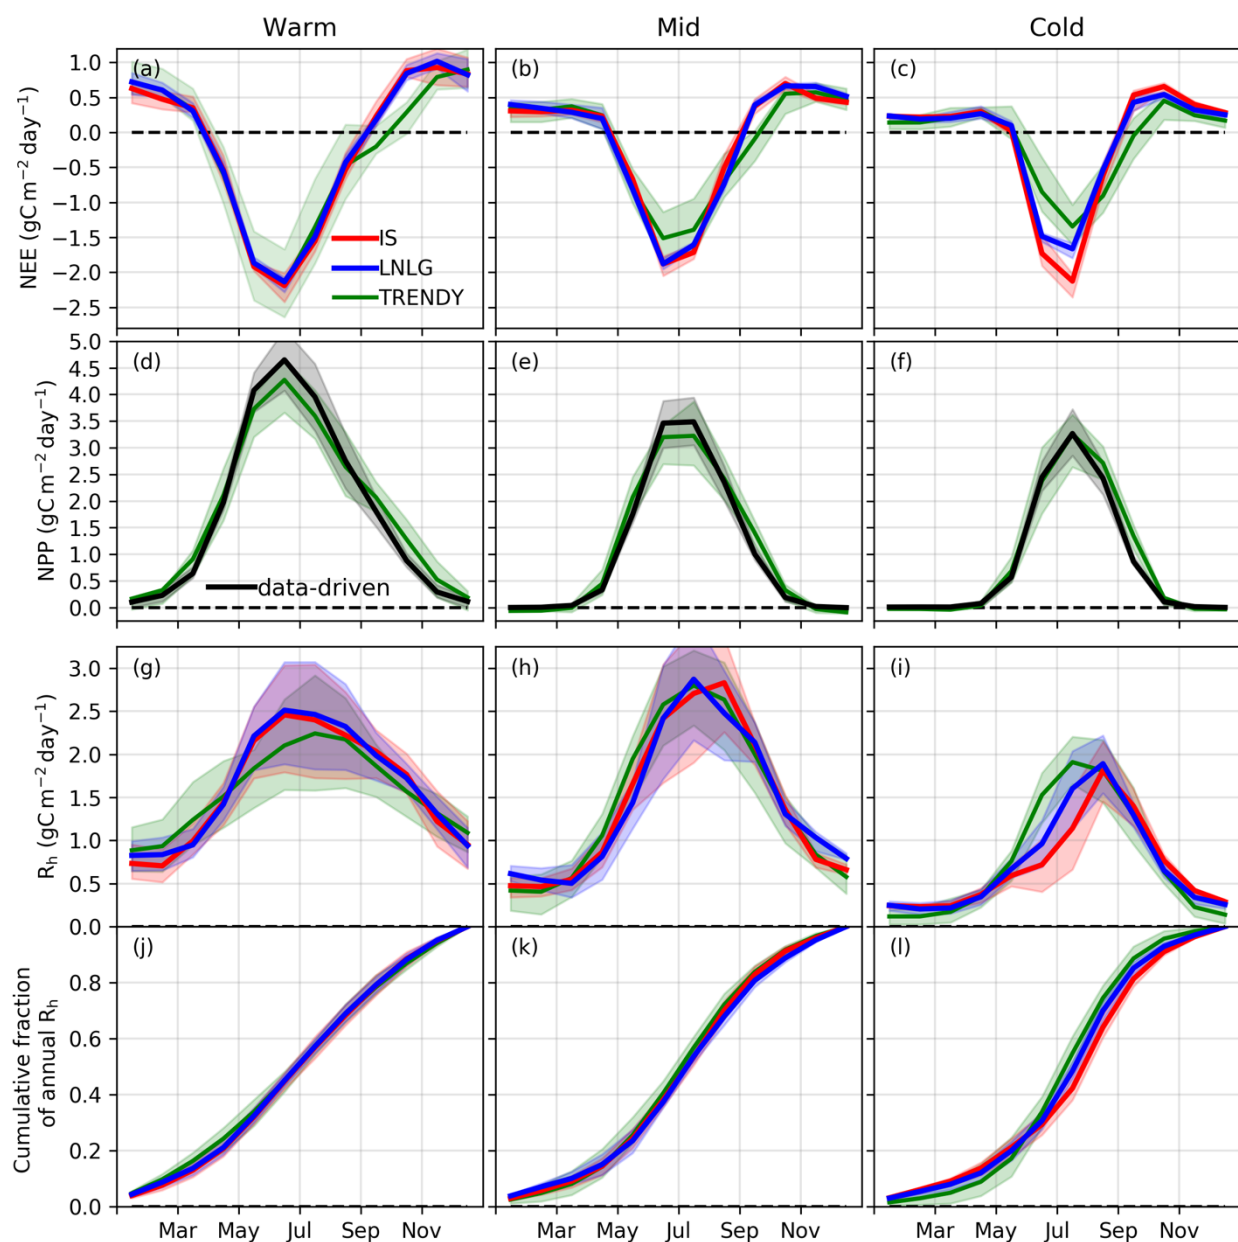 Warm Mid Cold
NEE (gC m⁻² day⁻¹)
1.0
0.5
0.0
−0.5
−1.0
−1.5
−2.0
−2.5
(a) (b) (c)
IS
LNLG
TRENDY
NPP (gC m⁻² day⁻¹)
5.0
4.5
4.0
3.5
3.0
2.5
2.0
1.5
1.0
0.5
0.0
(d) (e) (f)
data-driven
Rₕ (gC m⁻² day⁻¹)
3.0
2.5
2.0
1.5
1.0
0.5
0.0
(g) (h) (i)
Cumulative fraction
of annual Rₕ
0.8
0.6
0.4
0.2
0.0
(j) (k) (l)
Mar May Jul Sep Nov Mar May Jul Sep Nov Mar May Jul Sep Nov